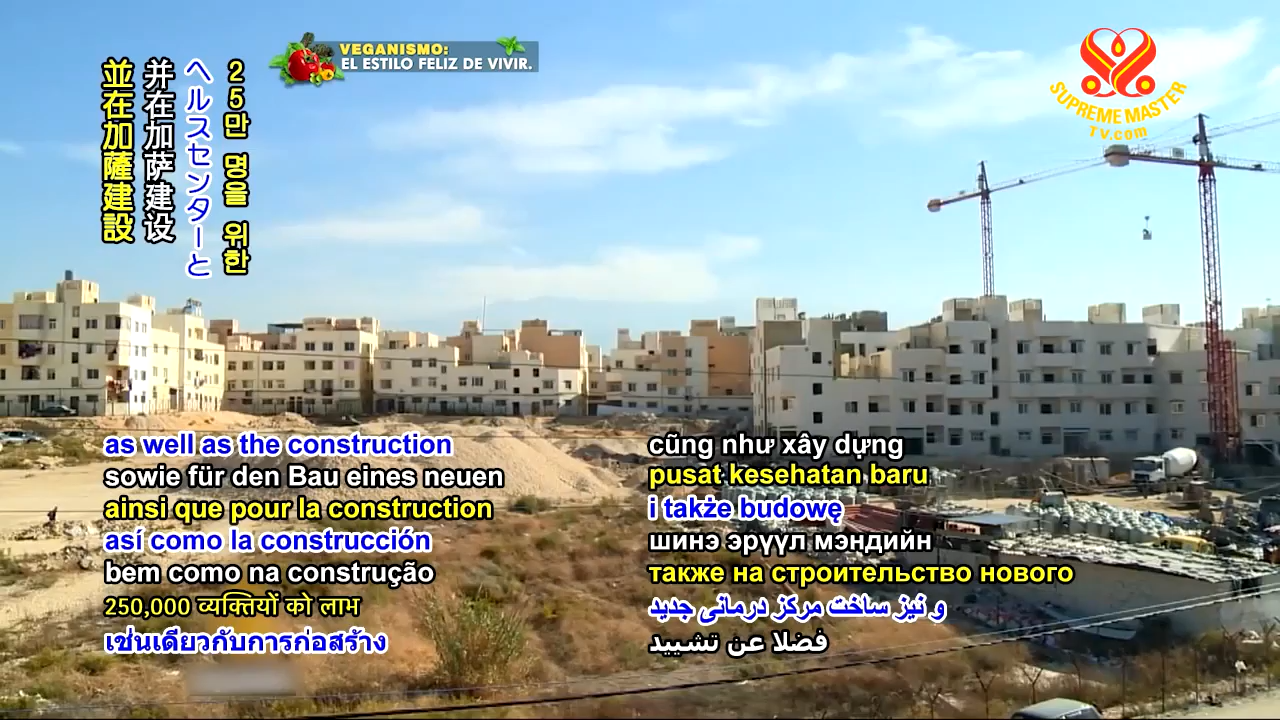 VEGANISMO:
EL ESTILO FELIZ DE VIVIR.
SUPREME MASTER
TV.com
25만 명을 위한
ヘルスセンターと
并在加萨建设
並在加薩建設
as well as the construction
sowie für den Bau eines neuen
ainsi que pour la construction
así como la construcción
bem como na construção
250,000 व्यक्तियों को लाभ
เช่นเดียวกับการก่อสร้าง
cũng như xây dựng
pusat kesehatan baru
i także budowę
шинэ эрүүл мэндийн
также на строительство нового
و نیز ساخت مرکز درمانی جدید
فضلا عن تشييد